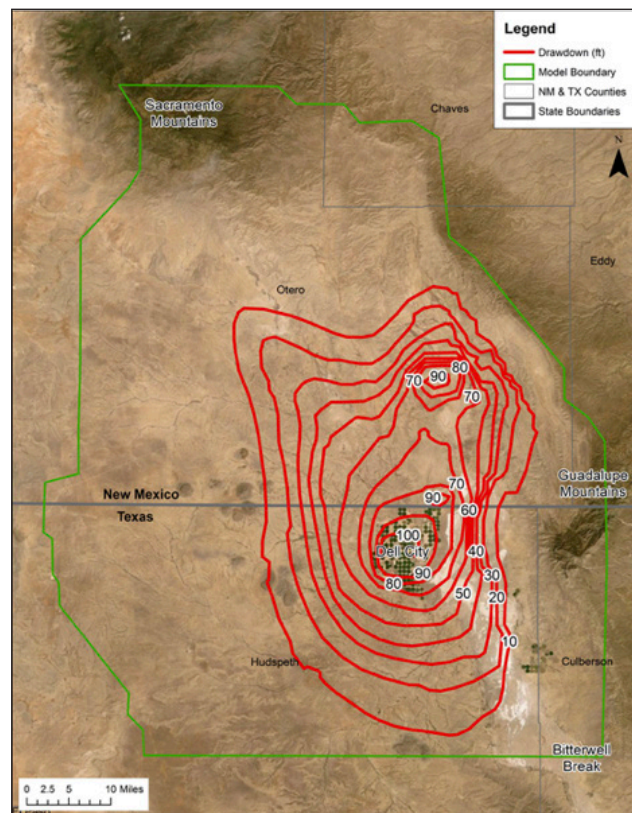 Legend
Drawdown (ft)
Model Boundary
NM & TX Counties
State Boundaries
N
Sacramento
Mountains
Chaves
Eddy
Otero
80
70
90
70
Guadalupe
Mountains
70
90
New Mexico
Texas
60
100
Dell City
40
90
30
80
50
20
10
Hudspeth
Culberson
Bitterwell
Break
0 2.5 5 10 Miles